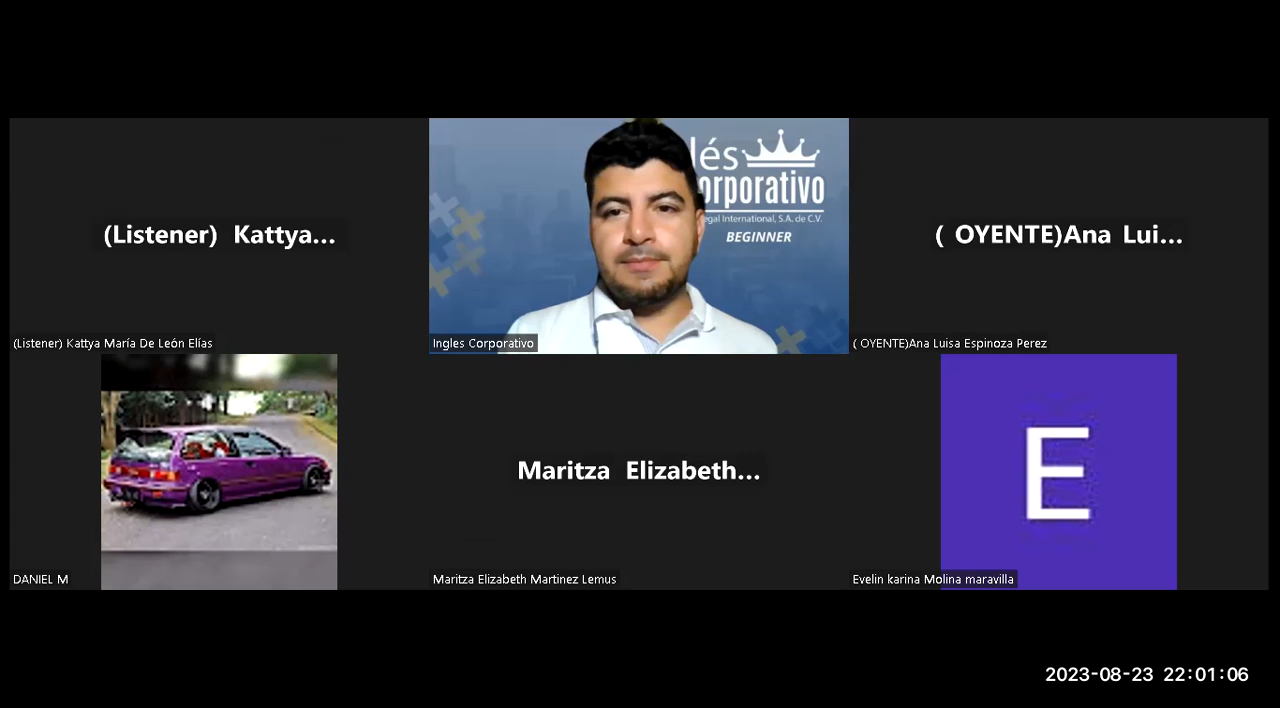 (Listener) Kattya...
(Listener) Kattya María De León Elías
lés
orporativo
egal International, S.A. de C.V.
BEGINNER
Ingles Corporativo
( OYENTE)Ana Lui...
( OYENTE)Ana Luisa Espinoza Perez
DANIEL M
Maritza Elizabeth...
Maritza Elizabeth Martinez Lemus
E
Evelin karina Molina maravilla
2023-08-23 22:01:06